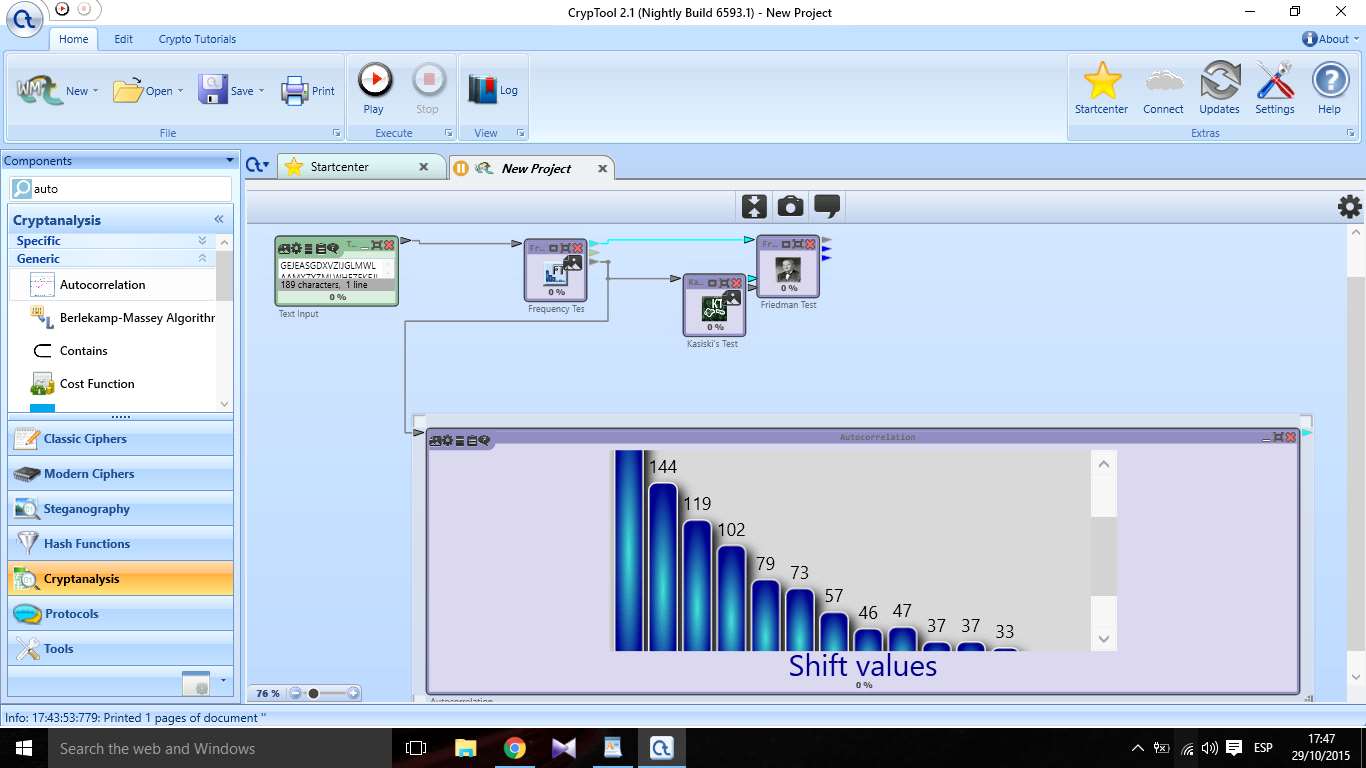 CrypTool 2.1 (Nightly Build 6593.1) - New Project
Home Edit Crypto Tutorials About
New Open Save Print Play Stop Log Startcenter Connect Updates Settings Help
File Execute View Extras
Components
auto
Cryptanalysis
Specific
Generic
Autocorrelation
Berlekamp-Massey Algorithr
Contains
Cost Function
Classic Ciphers
Modern Ciphers
Steganography
Hash Functions
Cryptanalysis
Protocols
Tools
Startcenter New Project
T...
GEJEASGDXVZIJGLMWL
189 characters, 1 line
0 %
Text Input
Fr...
0 %
Frequency Tes
Ka...
KT
0 %
Kasiski's Test
Fr...
0 %
Friedman Test
Autocorrelation
144
119
102
79
73
57
46
47
37
37
33
Shift values
0 %
Autocorrelation
76 %
Info: 17:43:53:779: Printed 1 pages of document ''
Search the web and Windows
ESP
17:47
29/10/2015